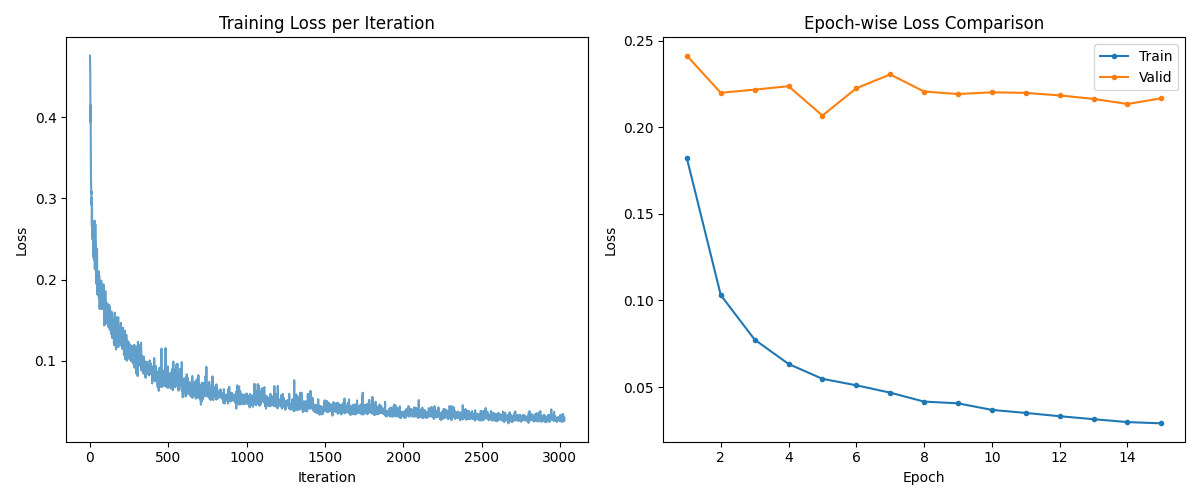 Training Loss per Iteration
Loss
0.4
0.3
0.2
0.1
0 500 1000 1500 2000 2500 3000
Iteration
Epoch-wise Loss Comparison
Train
Valid
Loss
0.25
0.20
0.15
0.10
0.05
2 4 6 8 10 12 14
Epoch